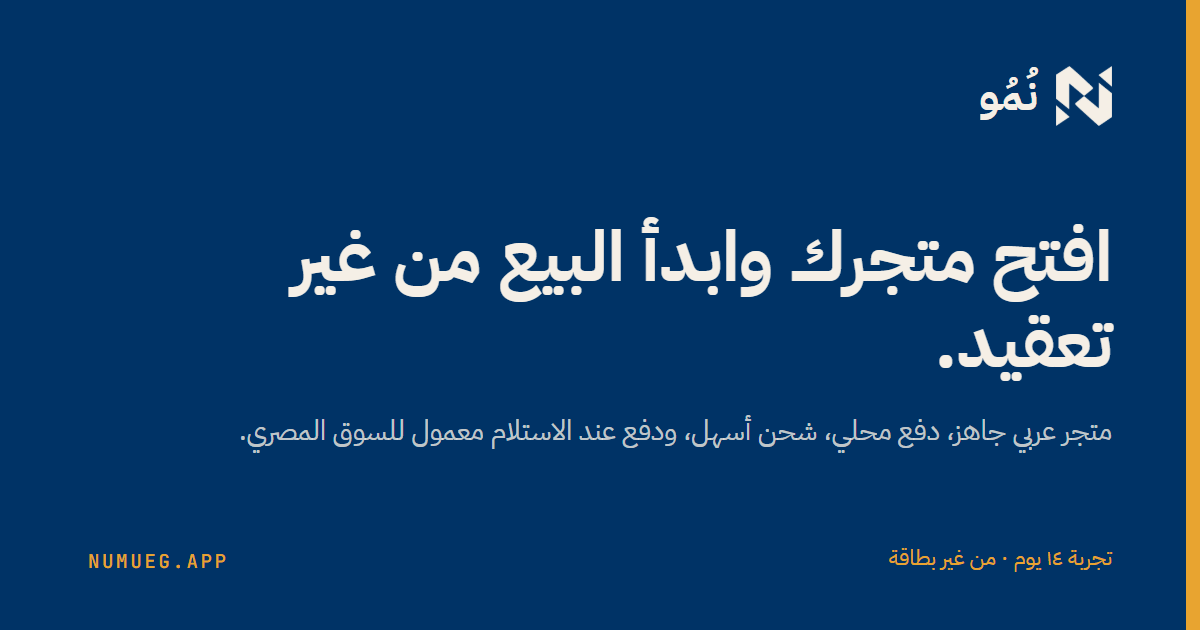 نُمُو
افتح متجرك وابدأ البيع من غير
تعقيد.
متجر عربي جاهز، دفع محلي، شحن أسهل، ودفع عند الاستلام معمول للسوق المصري.
تجربة ١٤ يوم · من غير بطاقة
NUMUEG.APP